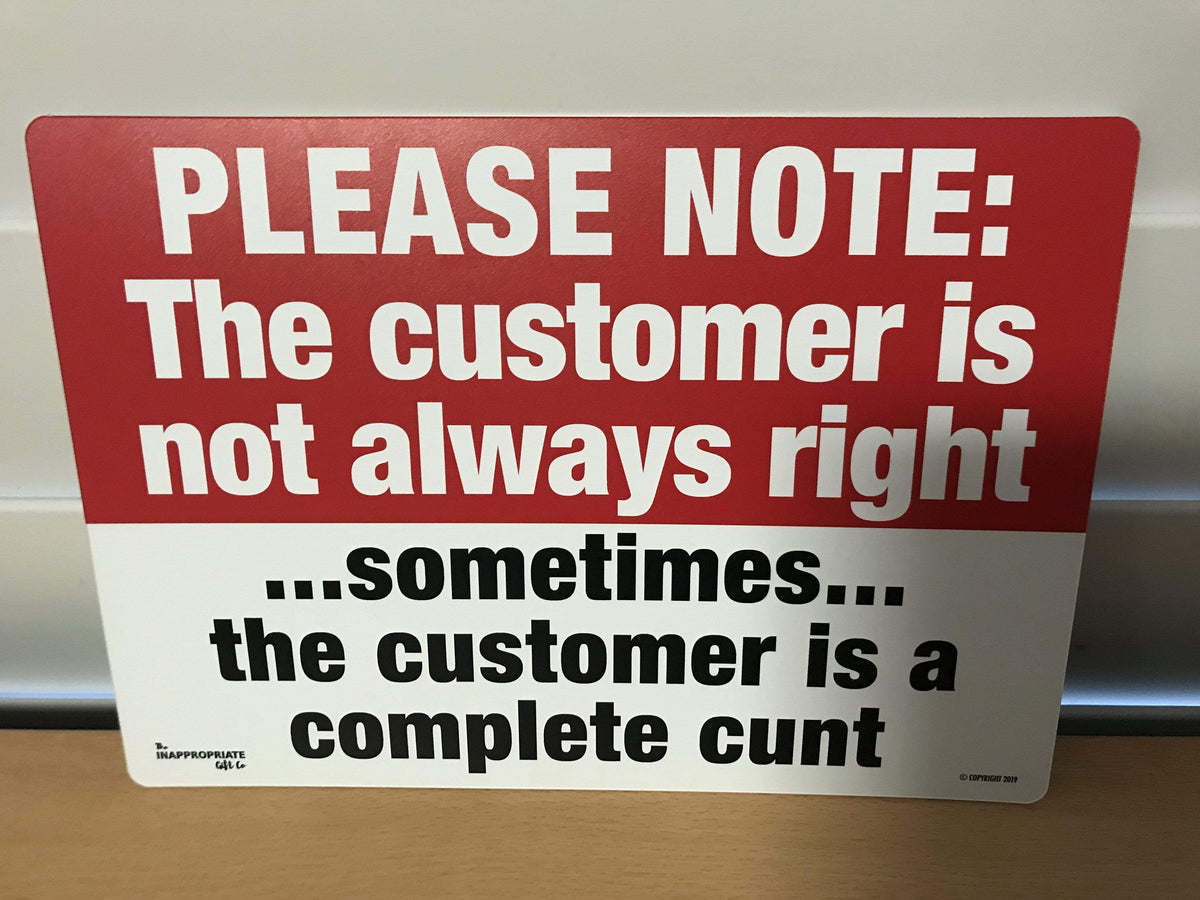 PLEASE NOTE:
The customer is
not always right
...sometimes...
the customer is a
complete cunt
The
INAPPROPRIATE
Gift Co
© COPYRIGHT 2019